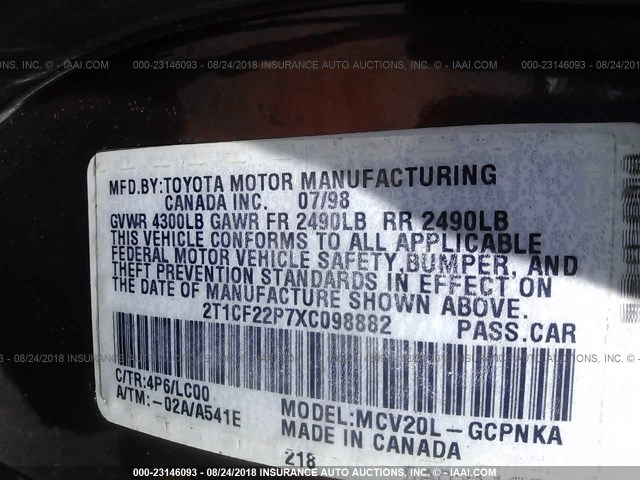 000-23146093 - 08/24/2018 INSURANCE AUTO AUCTIONS, INC. - IAAI.COM
MFD.BY:TOYOTA MOTOR MANUFACTURING
CANADA INC. 07/98
GVWR 4300LB GAWR FR 2490LB RR 2490LB
THIS VEHICLE CONFORMS TO ALL APPLICABLE
FEDERAL MOTOR VEHICLE SAFETY, BUMPER, AND
THEFT PREVENTION STANDARDS IN EFFECT ON
THE DATE OF MANUFACTURE SHOWN ABOVE.
2T1CF22P7XC098882 PASS.CAR
C/TR:4P6/LC00
A/TM:-02A/A541E
MODEL:MCV20L-GCPNKA
MADE IN CANADA
218
000-23146093 - 08/24/2018 INSURANCE AUTO AUCTIONS, INC. - IAAI.COM